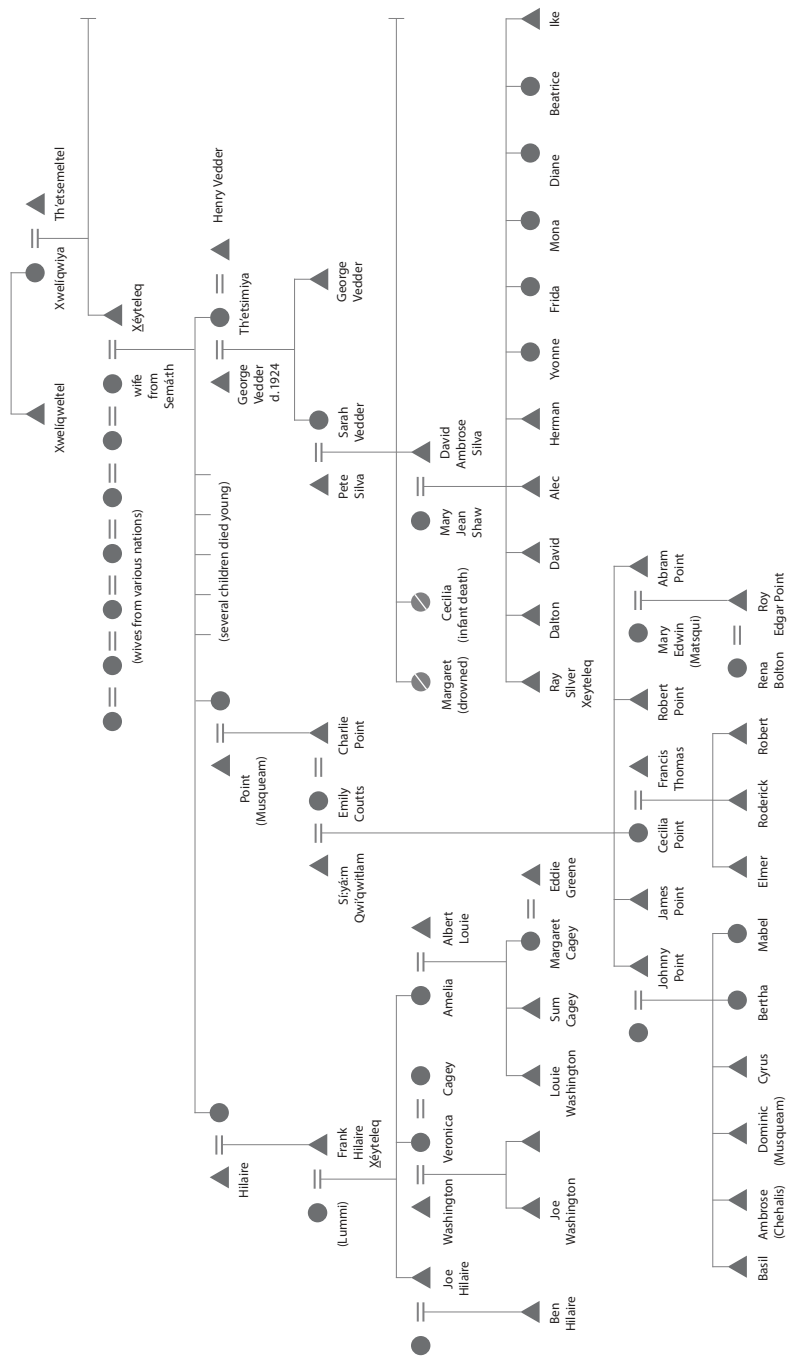 Th'etsemeltel
Xwelíqwiya
Xwelíqweltel
X̲éyteleq
wife
from
Semá:th
(wives from various nations)
Henry Vedder
Th'etsimiya
George
Vedder
d. 1924
(several children died young)
Point
(Musqueam)
Hilaire
George
Vedder
Sarah
Vedder
Pete
Silva
Charlie
Point
Emily
Coutts
Si:yá:m
Qwi'qwitlam
Frank
Hilaire
X̲éyteleq
(Lummi)
David
Ambrose
Silva
Mary
Jean
Shaw
Cecilia
(infant death)
Margaret
(drowned)
Albert
Louie
Amelia
Cagey
Veronica
Washington
Joe
Hilaire
Ike
Beatrice
Diane
Mona
Frida
Yvonne
Herman
Alec
David
Dalton
Ray
Silver
Xeyteleq
Eddie
Greene
Margaret
Cagey
Sum
Cagey
Louie
Washington
Joe
Washington
Ben
Hilaire
Abram
Point
Mary
Edwin
(Matsqui)
Robert
Point
Francis
Thomas
Cecilia
Point
James
Point
Johnny
Point
Roy
Edgar Point
Rena
Bolton
Robert
Roderick
Elmer
Mabel
Bertha
Cyrus
Dominic
(Musqueam)
Ambrose
(Chehalis)
Basil